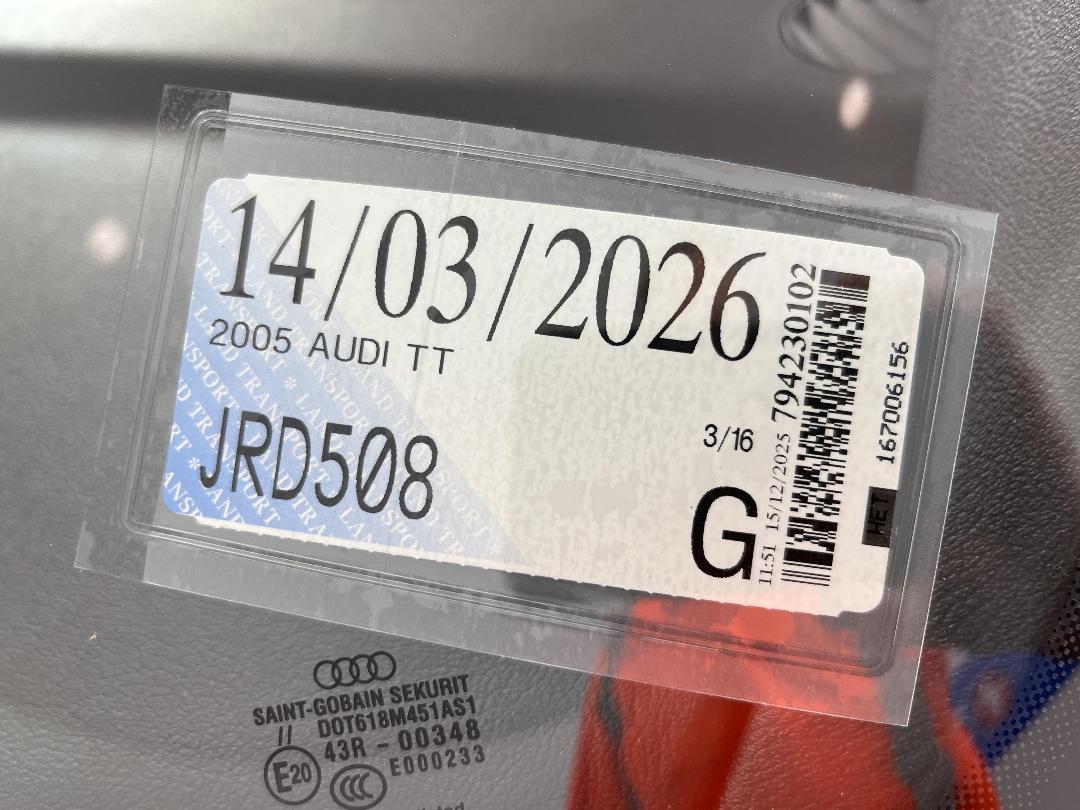 14/03/2026
2005 AUDI TT
JRD508
3/16
G
11:51 15/12/2025 794230102
167006156
HET
SAINT-GOBAIN SEKURIT
// DOT618M451AS1
43R - 00348
E20 CCC E000233